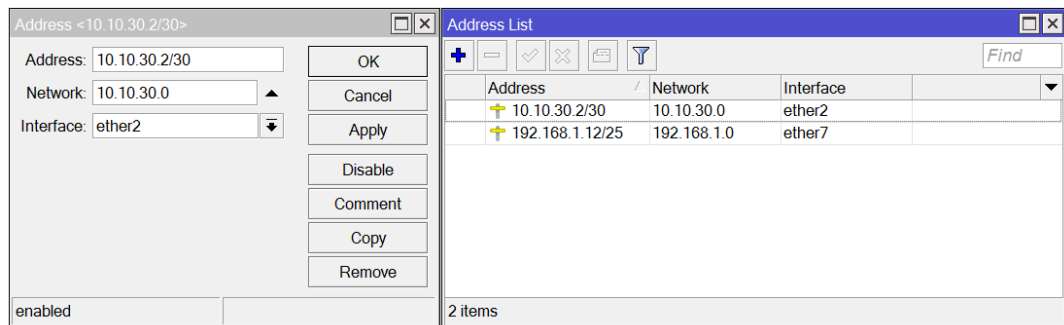 Address <10.10.30.2/30>
Address: 10.10.30.2/30
Network: 10.10.30.0
Interface: ether2
OK
Cancel
Apply
Disable
Comment
Copy
Remove
enabled
Address List
Find
Address Network Interface
10.10.30.2/30 10.10.30.0 ether2
192.168.1.12/25 192.168.1.0 ether7
2 items